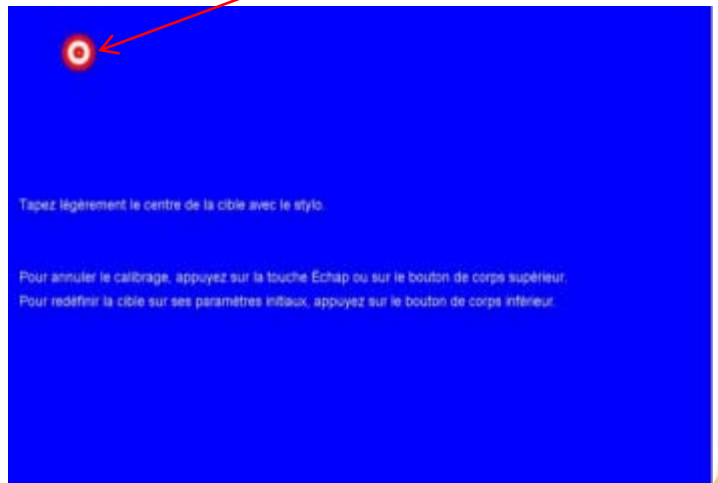 Tapez légèrement le centre de la cible avec le stylo.
Pour annuler le calibrage, appuyez sur la touche Échap ou sur le bouton de corps supérieur.
Pour redéfinir la cible sur ses paramètres initiaux, appuyez sur le bouton de corps inférieur.